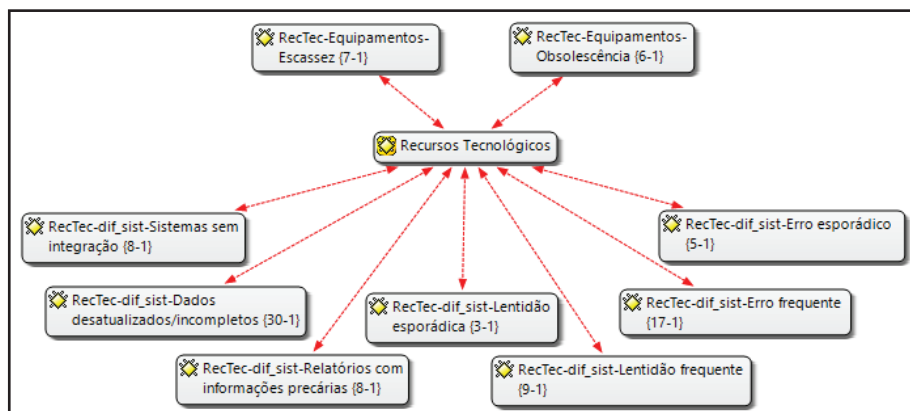 RecTec-Equipamentos-
Escassez {7-1}
RecTec-Equipamentos-
Obsolescência {6-1}
Recursos Tecnológicos
RecTec-dif_sist-Sistemas sem
integração {8-1}
RecTec-dif_sist-Erro esporádico
{5-1}
RecTec-dif_sist-Dados
desatualizados/incompletos {30-1}
RecTec-dif_sist-Lentidão
esporádica {3-1}
RecTec-dif_sist-Erro frequente
{17-1}
RecTec-dif_sist-Relatórios com
informações precárias {8-1}
RecTec-dif_sist-Lentidão frequente
{9-1}